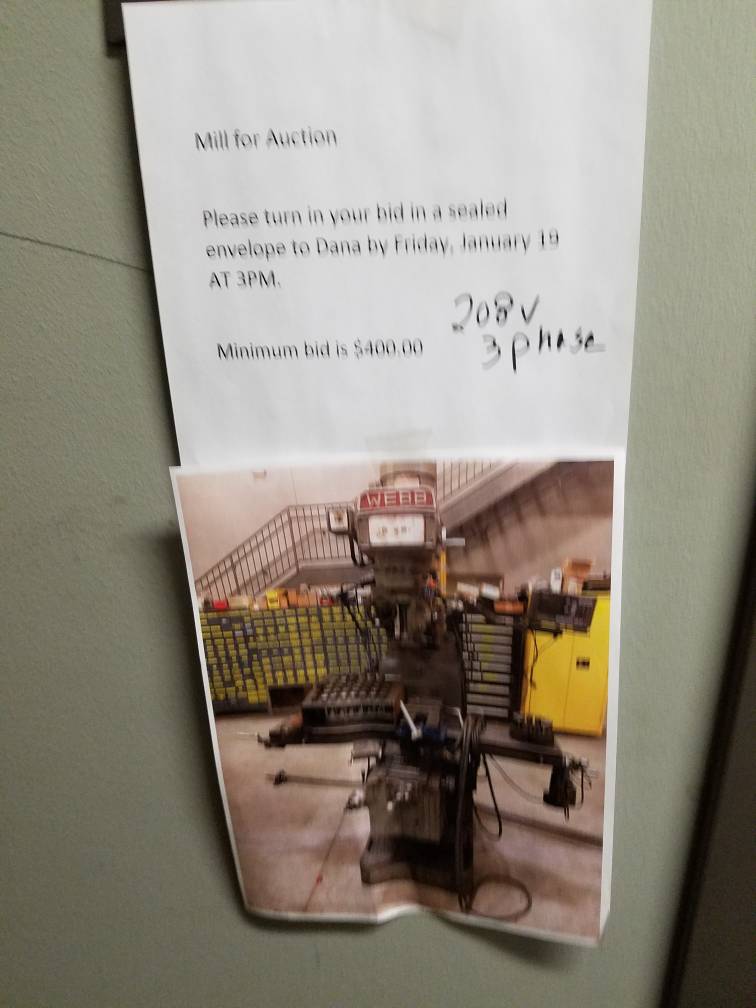 Mill for Auction
Please turn in your bid in a sealed
envelope to Dana by Friday, January 19
AT 3PM.
208V
3 phase
Minimum bid is $400.00
WEBB